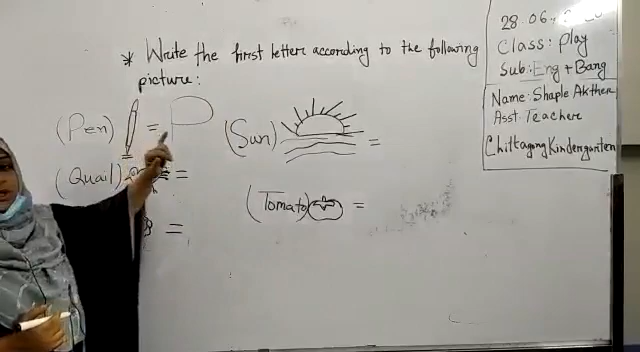 * Write the first letters according to the following
picture:
(Pen) = P
(Sun) =
(Quail) =
(Tomato) =
=
28.06.
Class: Play
Sub: Eng + Bang
Name: Shaple Akther
Asst Teacher
Chittagong Kindergarten